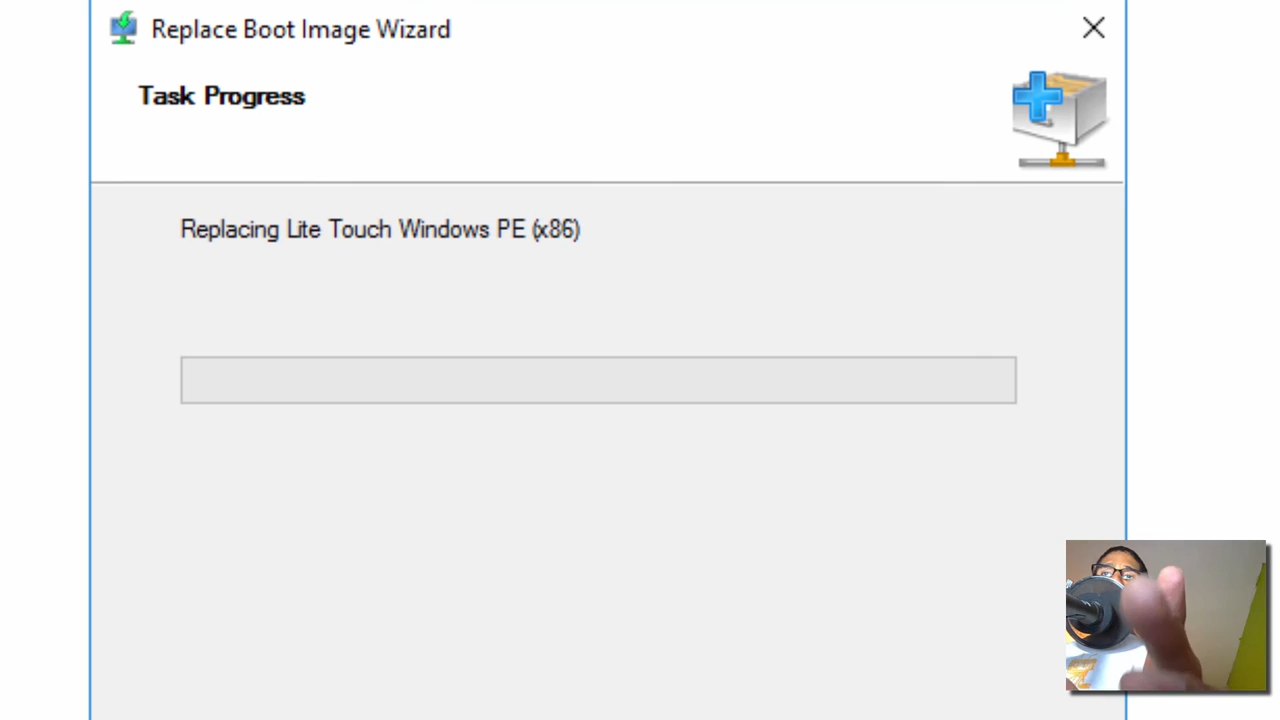 Replace Boot Image Wizard
Task Progress
Replacing Lite Touch Windows PE (x86)